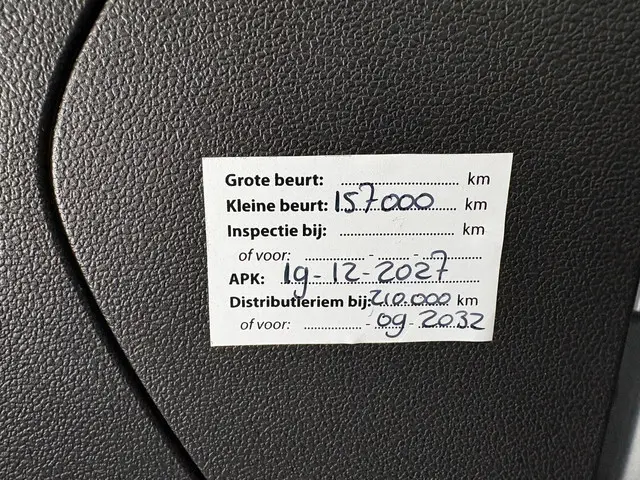 Grote beurt: ........................ km
Kleine beurt: 157000 km
Inspectie bij: ........................ km
of voor: ............ - ........ - ............
APK: 19-12-2027
Distributieriem bij: 210.000 km
of voor: ............ - 09 - 2032